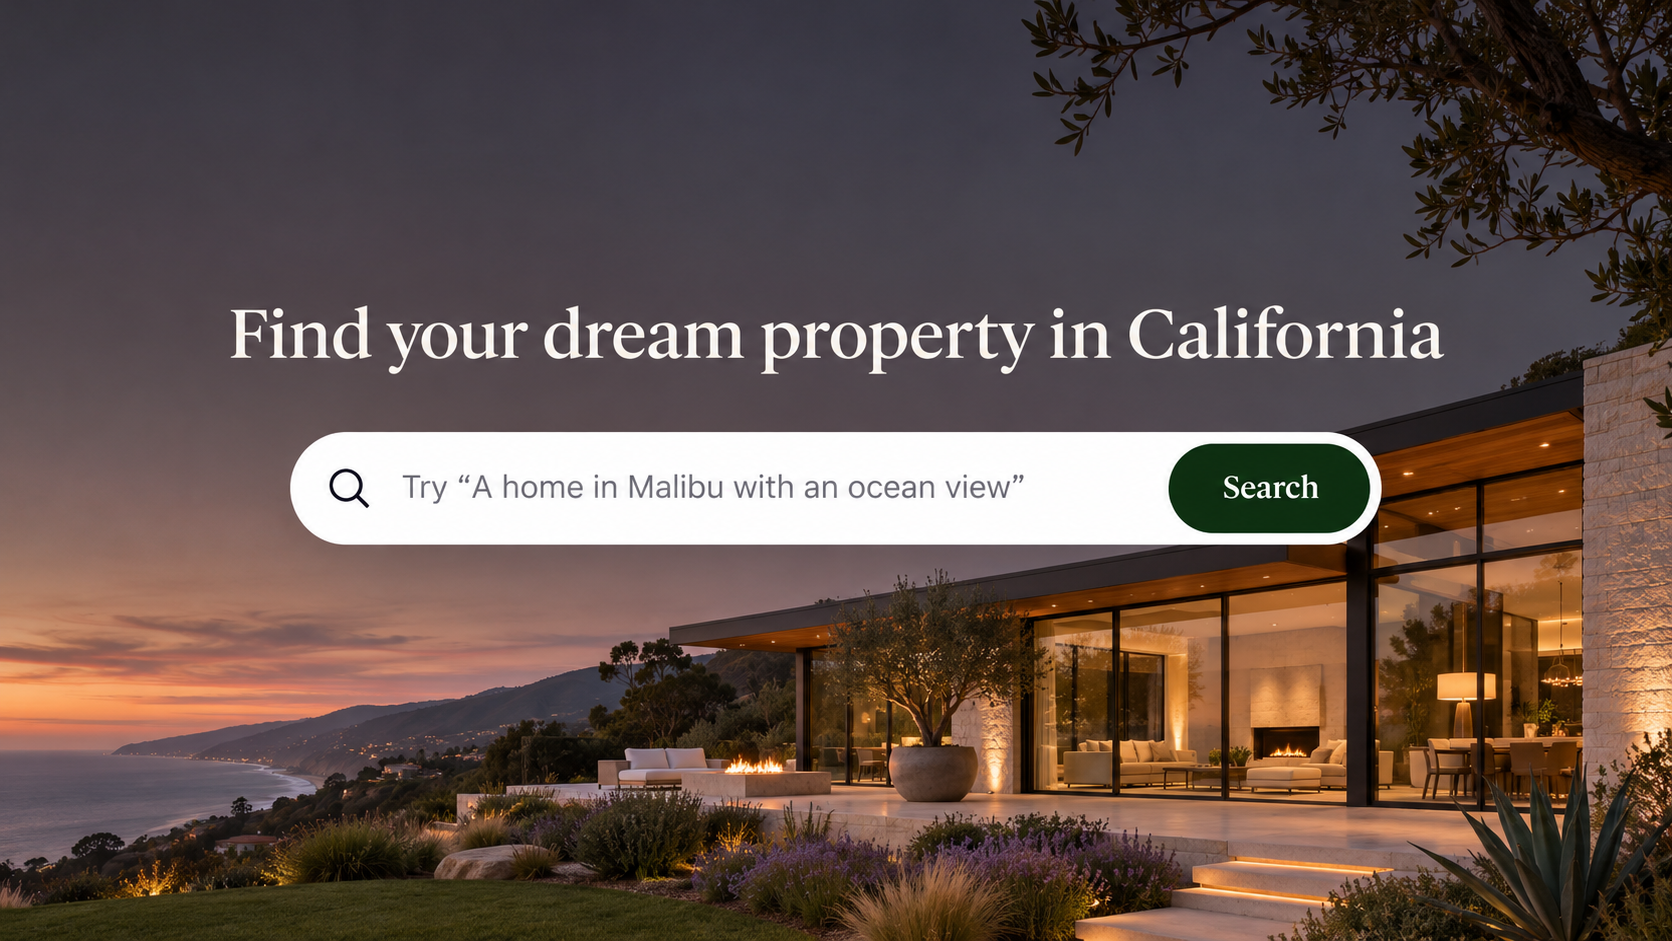 Find your dream property in California
Try “A home in Malibu with an ocean view”
Search